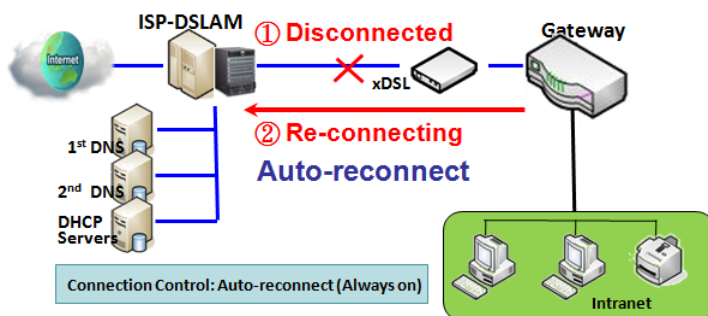 ISP-DSLAM
① Disconnected
Gateway
Internet
xDSL
② Re-connecting
1st DNS
Auto-reconnect
2nd DNS
DHCP
Servers
Connection Control: Auto-reconnect (Always on)
Intranet